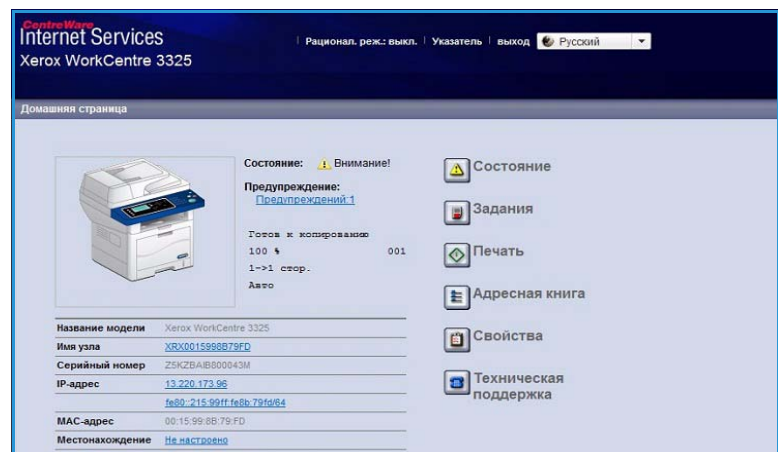 CentreWare
Internet Services
Xerox WorkCentre 3325
Рационал. реж.: выкл.
Указатель
выход
Русский
Домашняя страница
Состояние: Внимание!
Предупреждение:
Предупреждений:1
Готов к копированию
100 % 001
1->1 стор.
Авто
Название модели Xerox WorkCentre 3325
Имя узла XRX0015998B79FD
Серийный номер Z5KZBAIB800043M
IP-адрес 13.220.173.96
fe80::215:99ff:fe8b:79fd/64
MAC-адрес 00:15:99:8B:79:FD
Местонахождение Не настроено
Состояние
Задания
Печать
Адресная книга
Свойства
Техническая
поддержка